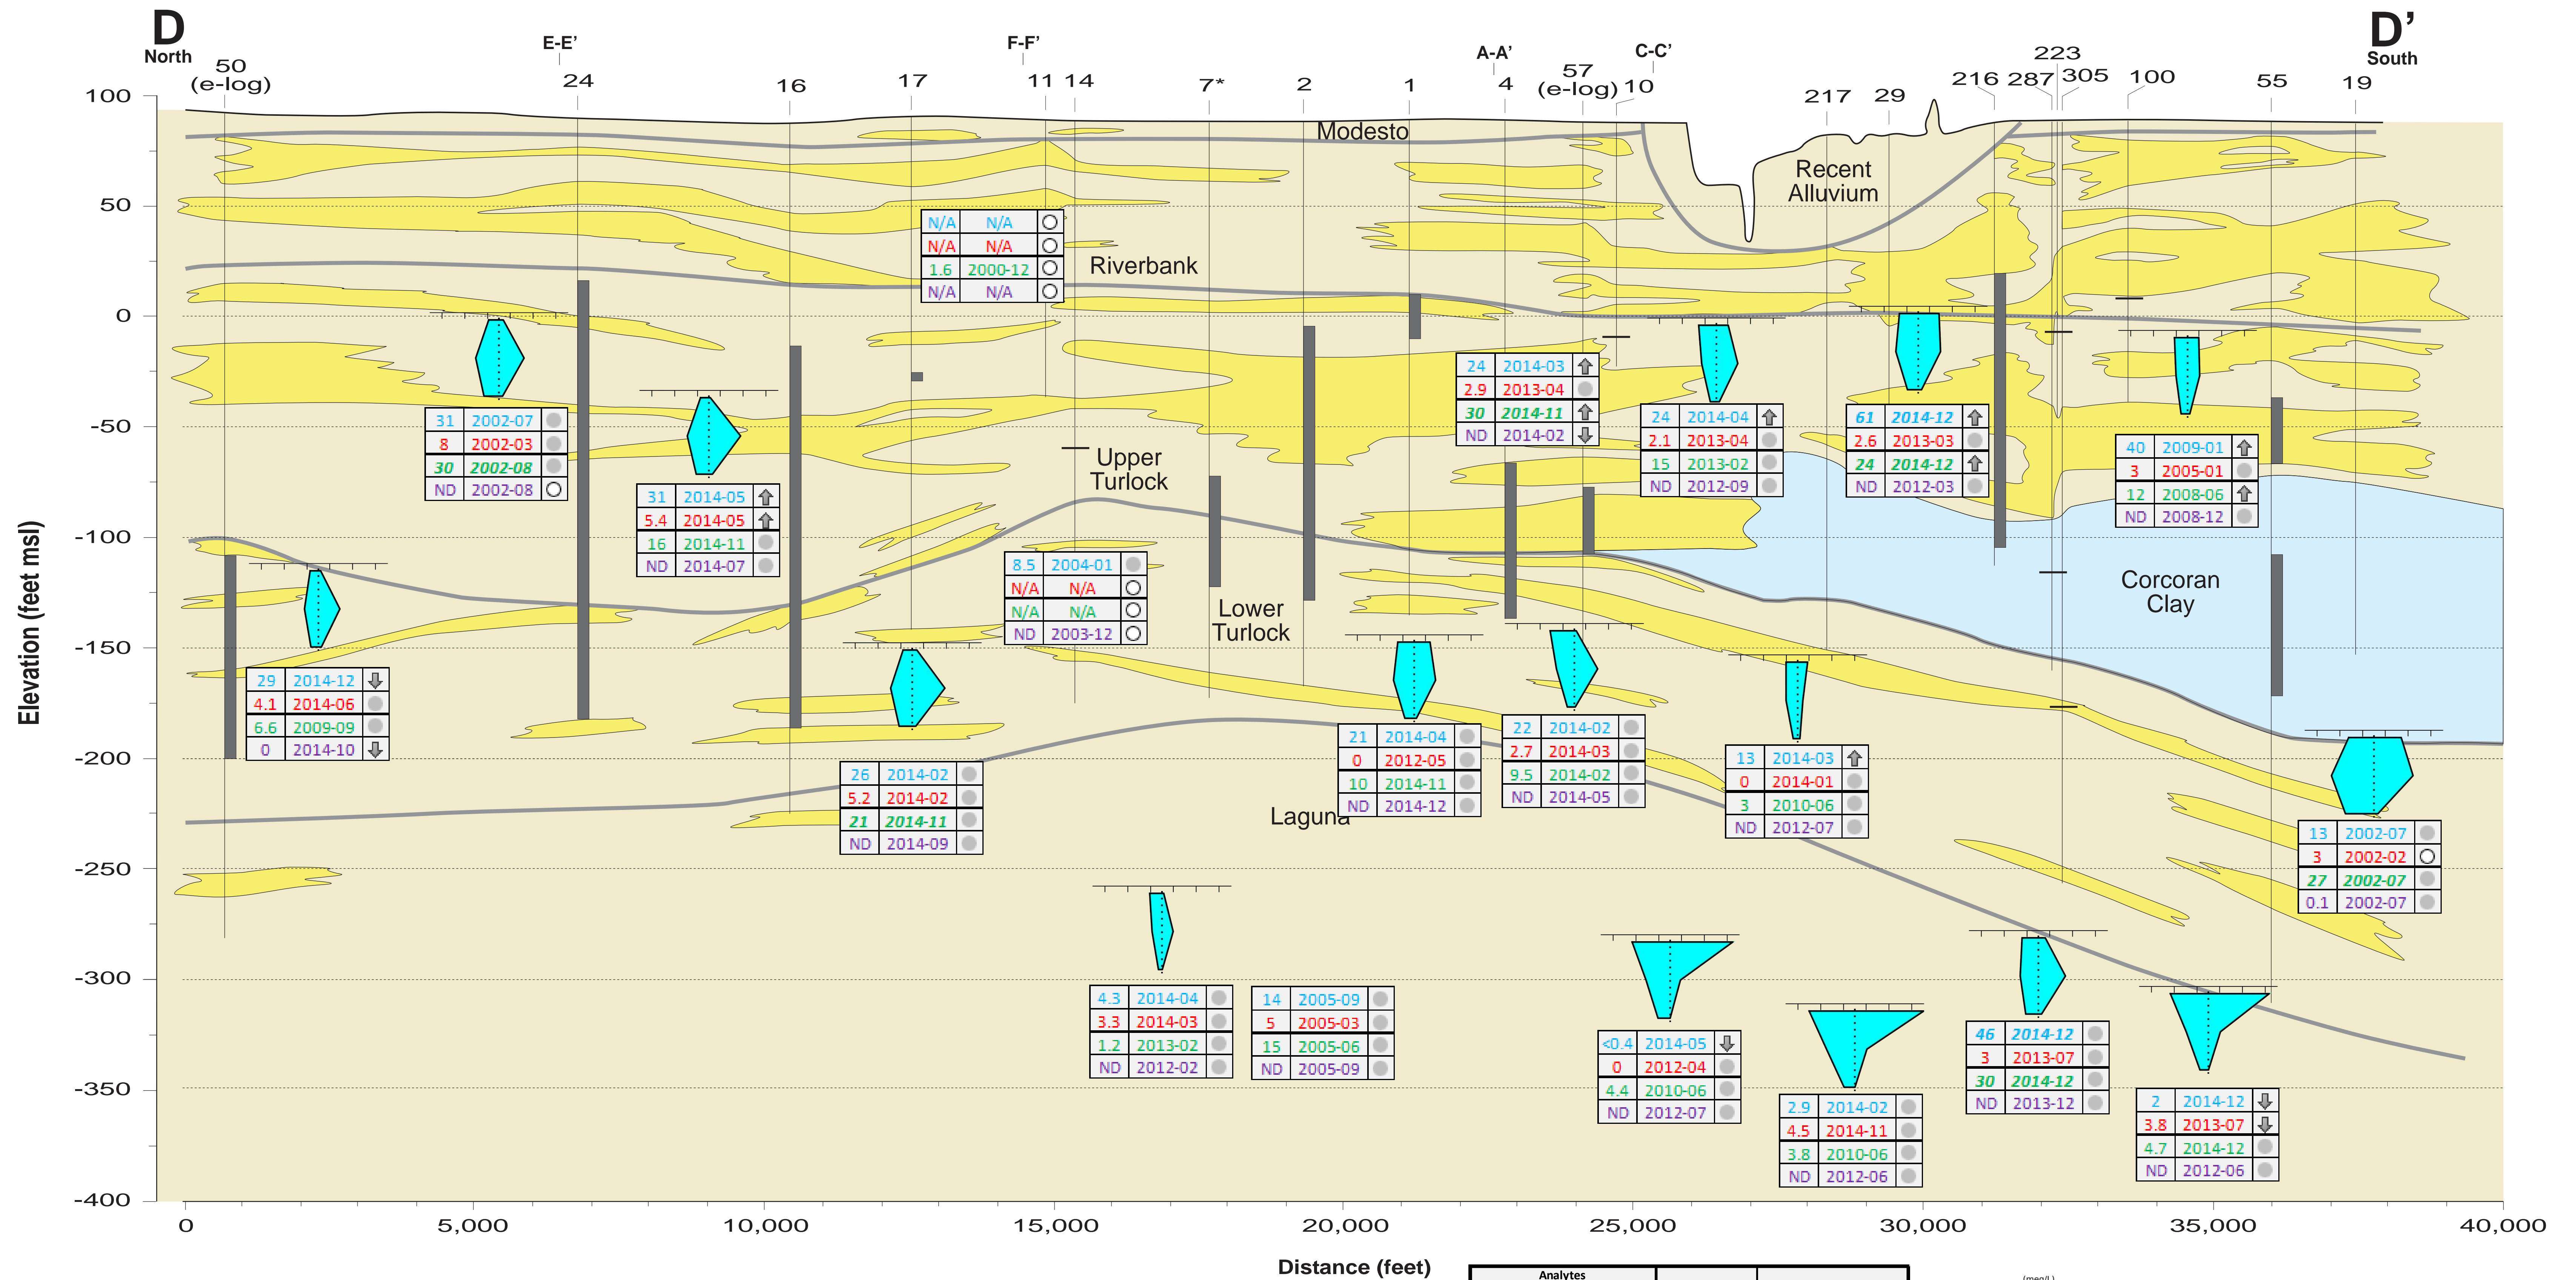 D
North
D'
South
E-E'
F-F'
A-A'
C-C'
50
(e-log)
24
16
17
11
14
7*
2
1
4
57
(e-log)
10
217
29
216
287
223
305
100
55
19
Elevation (feet msl)
100
50
0
-50
-100
-150
-200
-250
-300
-350
-400
Modesto
Recent
Alluvium
Riverbank
Upper
Turlock
Lower
Turlock
Corcoran
Clay
Laguna
N/A N/A
N/A N/A
1.6 2000-12
N/A N/A
31 2002-07
8 2002-03
30 2002-08
ND 2002-08
31 2014-05
5.4 2014-05
16 2014-11
ND 2014-07
29 2014-12
4.1 2014-06
6.6 2009-09
0 2014-10
26 2014-02
5.2 2014-02
21 2014-11
ND 2014-09
8.5 2004-01
N/A N/A
N/A N/A
ND 2003-12
24 2014-03
2.9 2013-04
30 2014-11
ND 2014-02
24 2014-04
2.1 2013-04
15 2013-02
ND 2012-09
61 2014-12
2.6 2013-03
24 2014-12
ND 2012-03
40 2009-01
3 2005-01
12 2008-06
ND 2008-12
21 2014-04
0 2012-05
10 2014-11
ND 2014-12
22 2014-02
2.7 2014-03
9.5 2014-02
ND 2014-05
13 2014-03
0 2014-01
3 2010-06
ND 2012-07
13 2002-07
3 2002-02
27 2002-07
0.1 2002-07
4.3 2014-04
3.3 2014-03
1.2 2013-02
ND 2012-02
14 2005-09
5 2005-03
15 2005-06
ND 2005-09
<0.4 2014-05
0 2012-04
4.4 2010-06
ND 2012-07
2.9 2014-02
4.5 2014-11
3.8 2010-06
ND 2012-06
46 2014-12
3 2013-07
30 2014-12
ND 2013-12
2 2014-12
3.8 2013-07
4.7 2014-12
ND 2012-06
0
5,000
10,000
15,000
20,000
25,000
30,000
35,000
40,000
Distance (feet)
Analytes